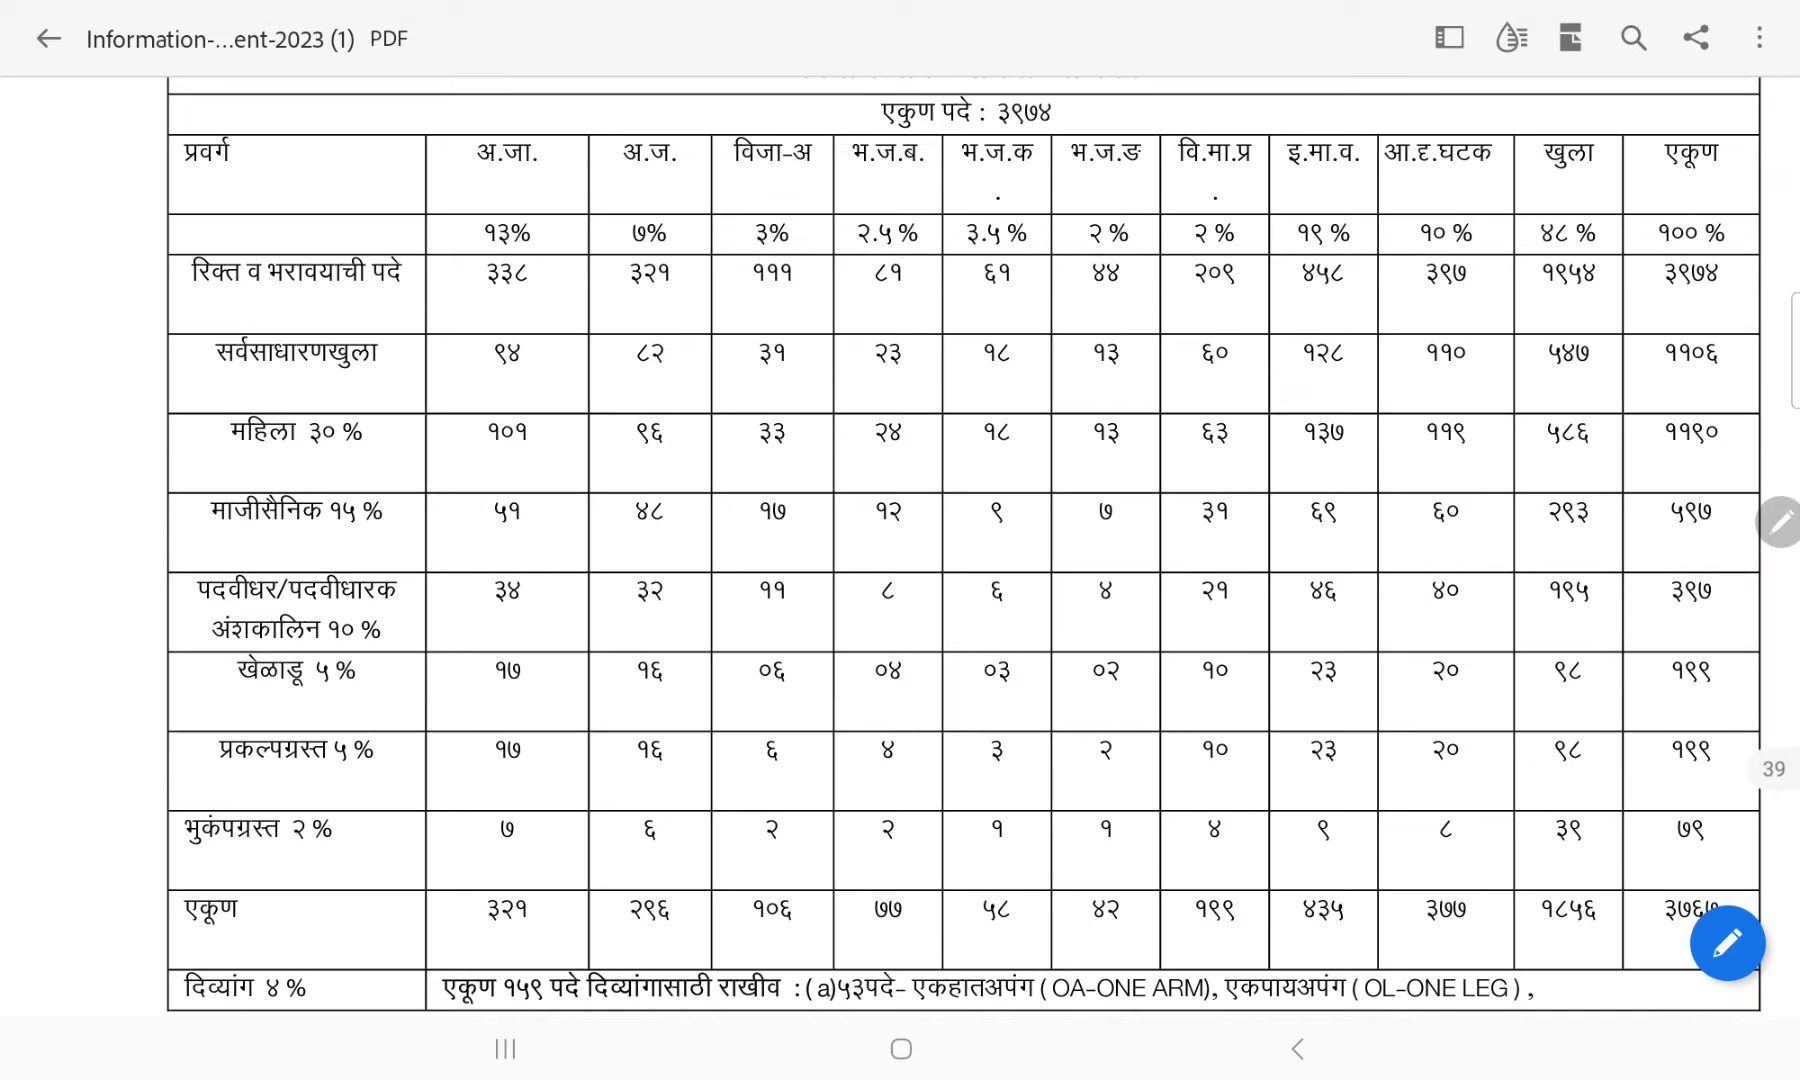 Information-...ent-2023 (1) PDF
एकुण पदे : ३९७४
प्रवर्ग अ.जा. अ.ज. विजा-अ भ.ज.ब. भ.ज.क. भ.ज.ङ वि.मा.प्र. इ.मा.व. आ.दृ.घटक खुला एकूण
१३% ७% ३% २.५ % ३.५ % २ % २ % १९ % १० % ४८ % १०० %
रिक्त व भरावयाची पदे ३३८ ३२१ १११ ८१ ६१ ४४ २०९ ४५८ ३९७ १९५४ ३९७४
सर्वसाधारणखुला ९४ ८२ ३१ २३ १८ १३ ६० १२८ ११० ५४७ ११०६
महिला ३० % १०१ ९६ ३३ २४ १८ १३ ६३ १३७ ११९ ५८६ ११९०
माजीसैनिक १५ % ५१ ४८ १७ १२ ९ ७ ३१ ६९ ६० २९३ ५९७
पदवीधर/पदवीधारक ३४ ३२ ११ ८ ६ ४ २१ ४६ ४० १९५ ३९७
अंशकालिन १० %
खेळाडू ५ % १७ १६ ०६ ०४ ०३ ०२ १० २३ २० ९८ १९९
प्रकल्पग्रस्त ५ % १७ १६ ६ ४ ३ २ १० २३ २० ९८ १९९
39
भुकंपग्रस्त २ % ७ ६ २ २ १ १ ४ ९ ८ ३९ ७९
एकूण ३२१ २९६ १०६ ७७ ५८ ४२ १९९ ४३५ ३७७ १८५६
दिव्यांग ४ % एकूण १५९ पदे दिव्यांगासाठी राखीव : ( a)५३पदे- एकहातअपंग ( OA-ONE ARM), एकपायअपंग ( OL-ONE LEG ) ,